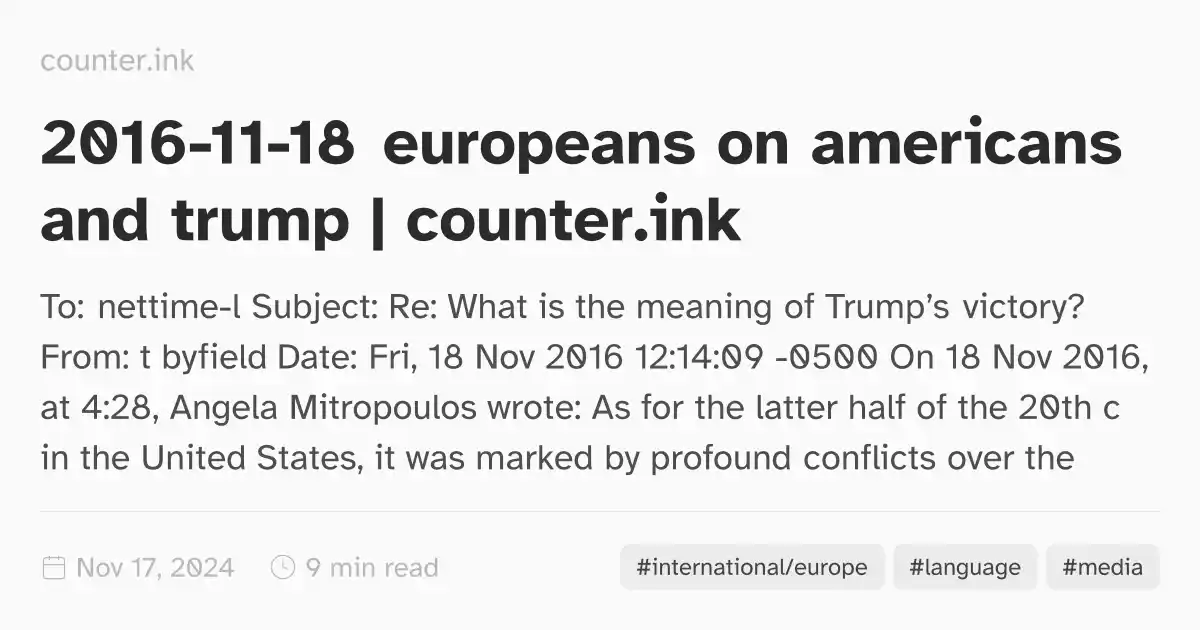 counter.ink
2016-11-18 europeans on americans
and trump | counter.ink
To: nettime-l Subject: Re: What is the meaning of Trump’s victory?
From: t byfield Date: Fri, 18 Nov 2016 12:14:09 -0500 On 18 Nov 2016,
at 4:28, Angela Mitropoulos wrote: As for the latter half of the 20th c
in the United States, it was marked by profound conflicts over the
Nov 17, 2024 9 min read #international/europe #language #media